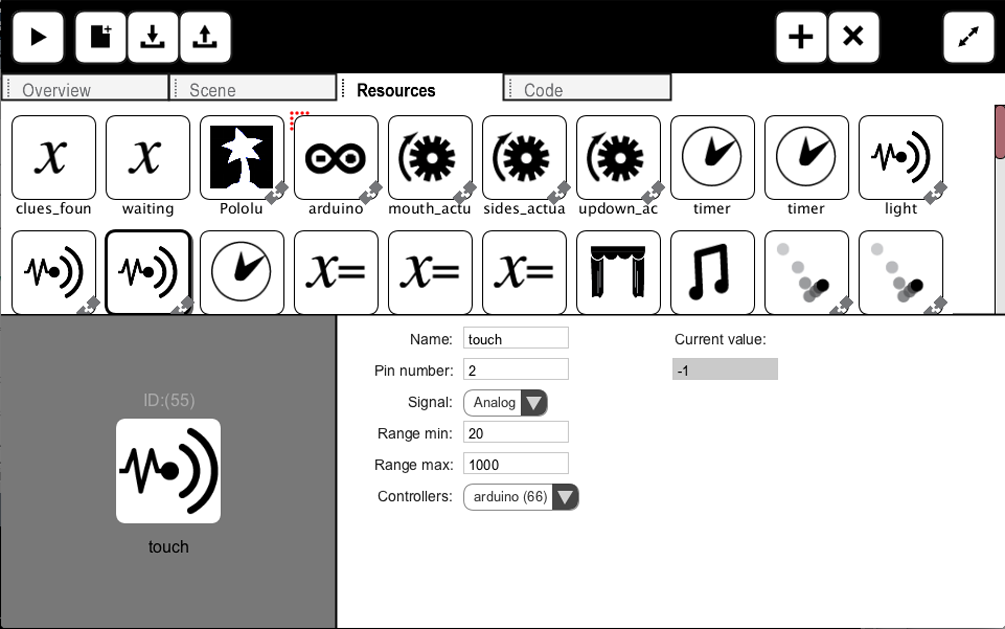 Overview
Scene
Resources
Code
x
x
clues_foun
waiting
Pololu
arduino
mouth_actu
sides_actua
updown_ac
timer
timer
light
x=
x=
x=
ID:(55)
touch
Name: touch
Pin number: 2
Signal: Analog
Range min: 20
Range max: 1000
Controllers: arduino (66)
Current value:
-1